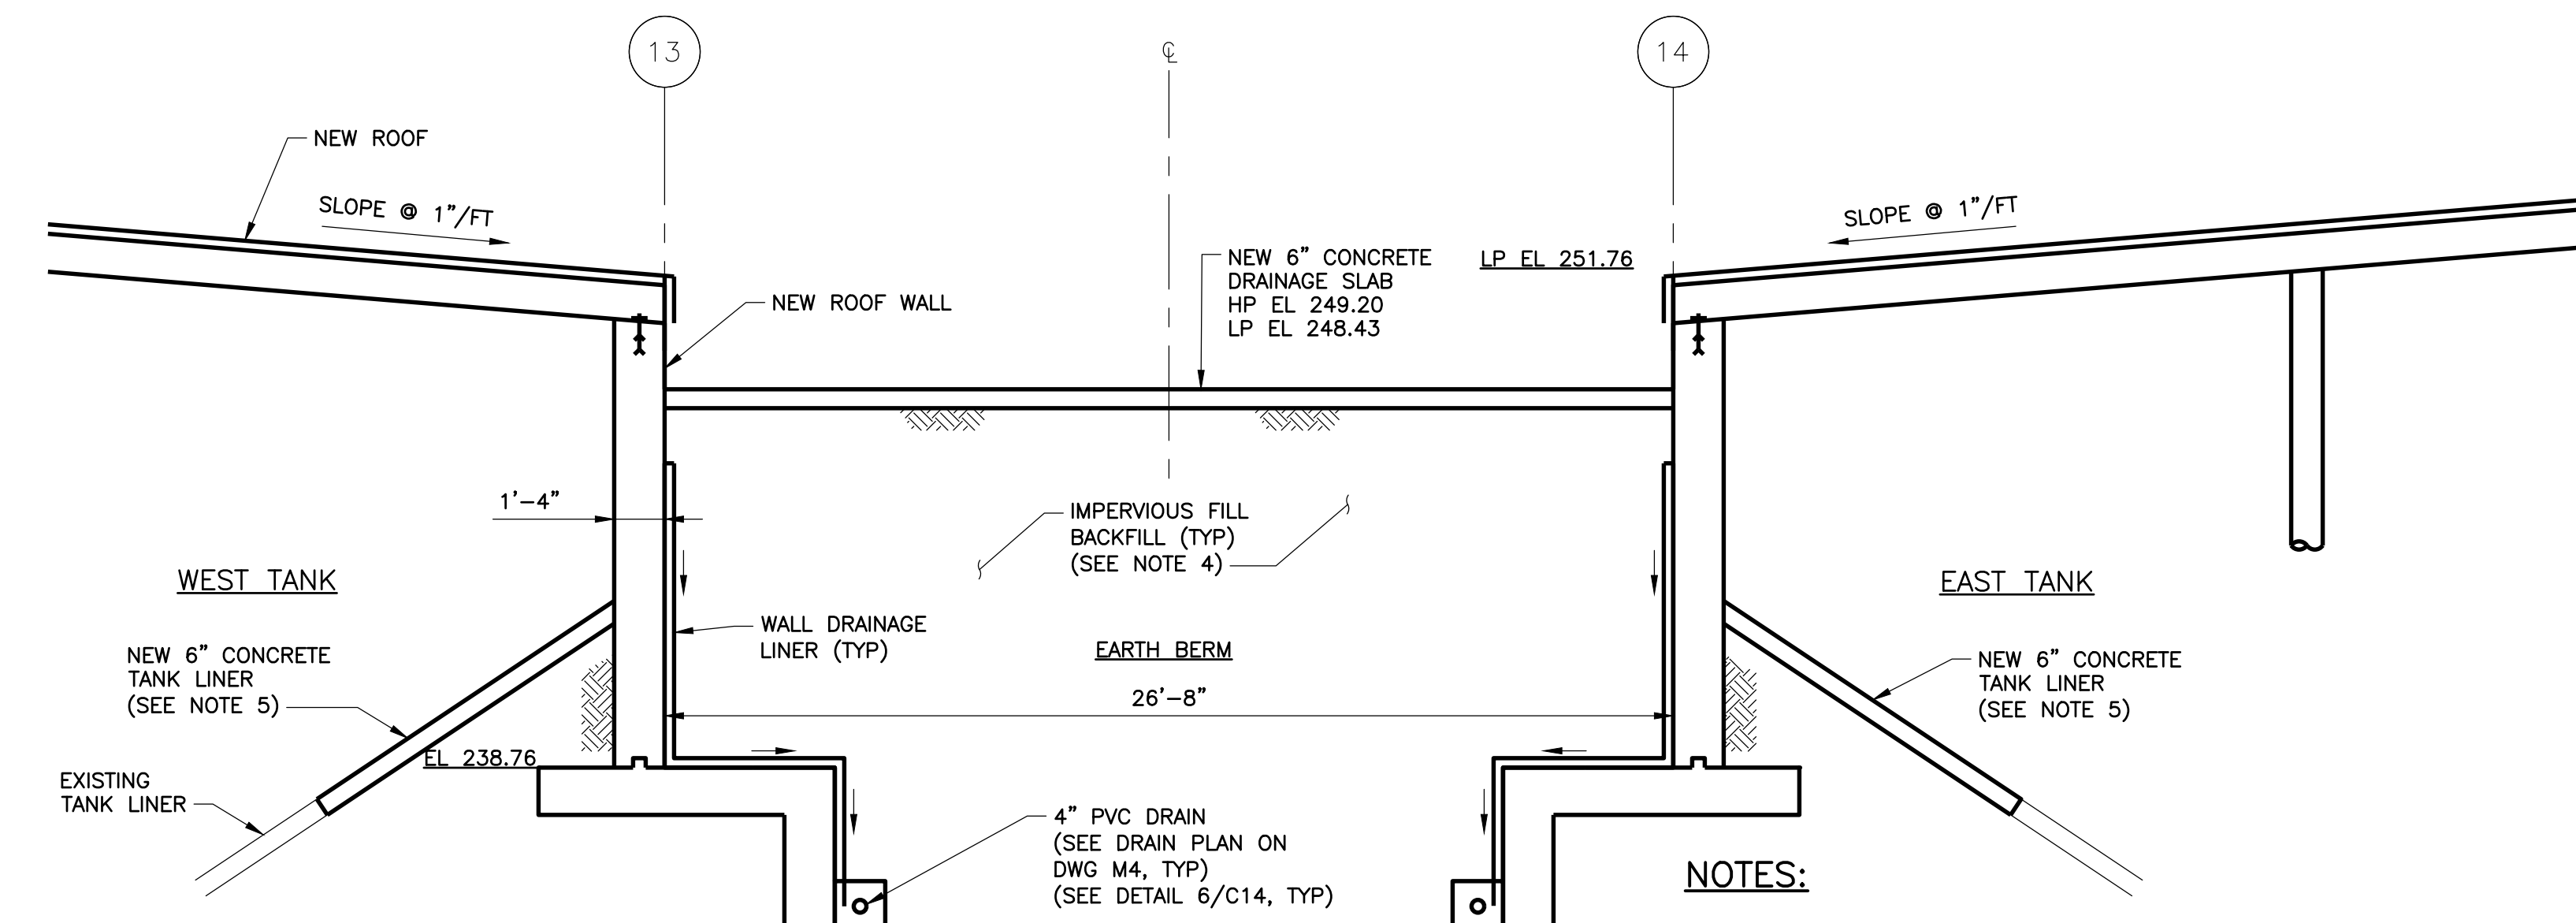 13
℄
14
NEW ROOF
SLOPE @ 1”/FT
SLOPE @ 1”/FT
NEW 6” CONCRETE
DRAINAGE SLAB
HP EL 249.20
LP EL 248.43
LP EL 251.76
NEW ROOF WALL
1’-4”
IMPERVIOUS FILL
BACKFILL (TYP)
(SEE NOTE 4)
WEST TANK
EAST TANK
WALL DRAINAGE
LINER (TYP)
EARTH BERM
NEW 6” CONCRETE
TANK LINER
(SEE NOTE 5)
NEW 6” CONCRETE
TANK LINER
(SEE NOTE 5)
26’-8”
EL 238.76
EXISTING
TANK LINER
4” PVC DRAIN
(SEE DRAIN PLAN ON
DWG M4, TYP)
(SEE DETAIL 6/C14, TYP)
NOTES: